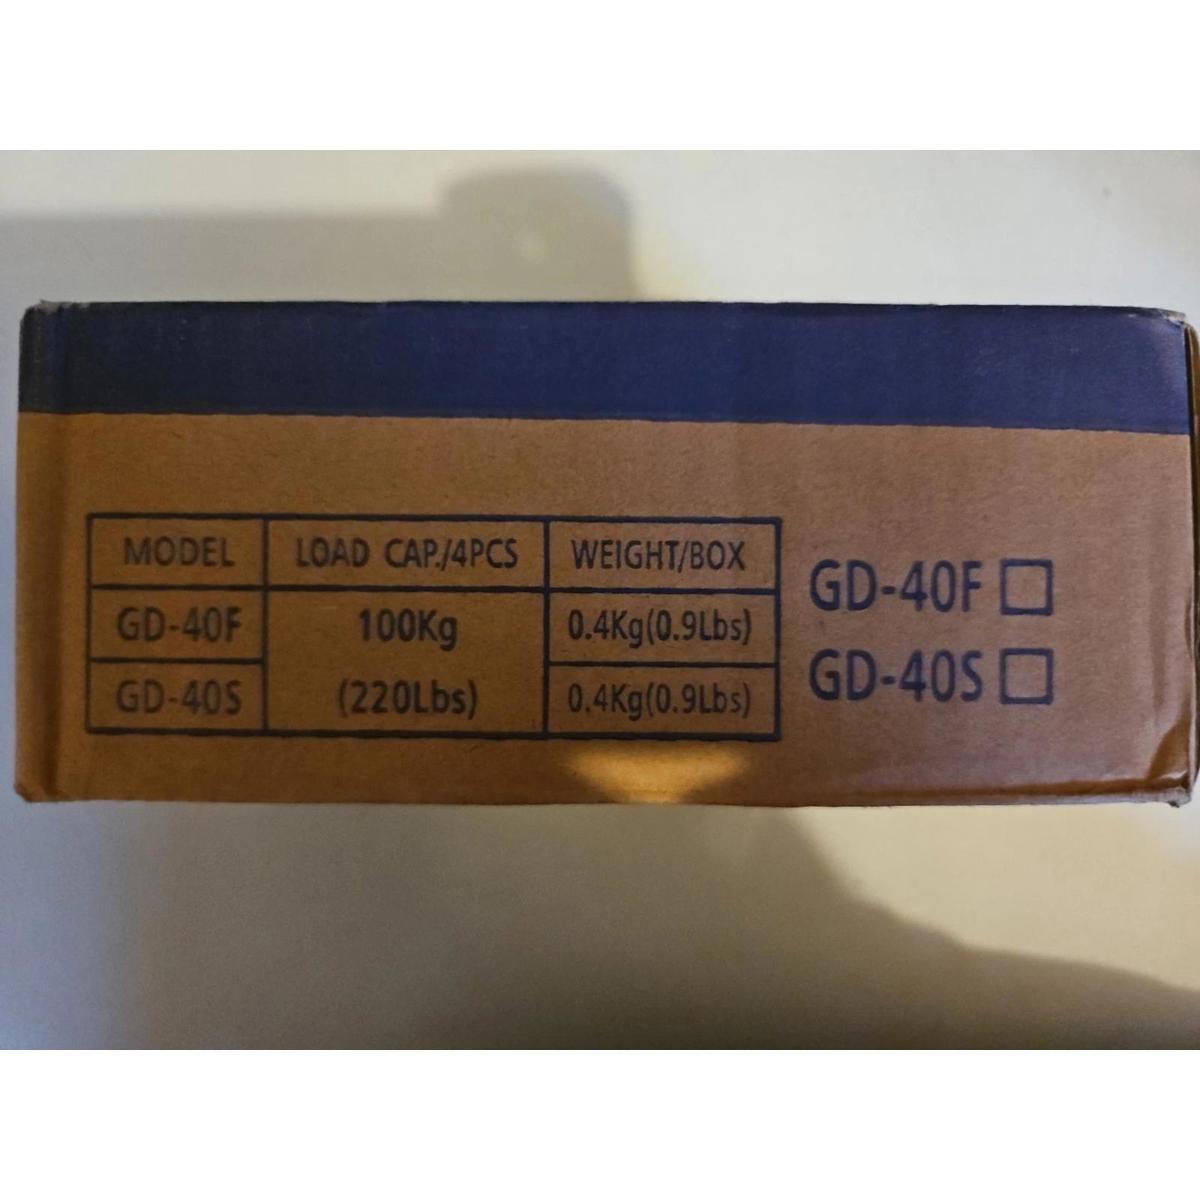 MODEL LOAD CAP./4PCS WEIGHT/BOX
GD-40F 100Kg 0.4Kg(0.9Lbs)
GD-40S (220Lbs) 0.4Kg(0.9Lbs)
GD-40F
GD-40S